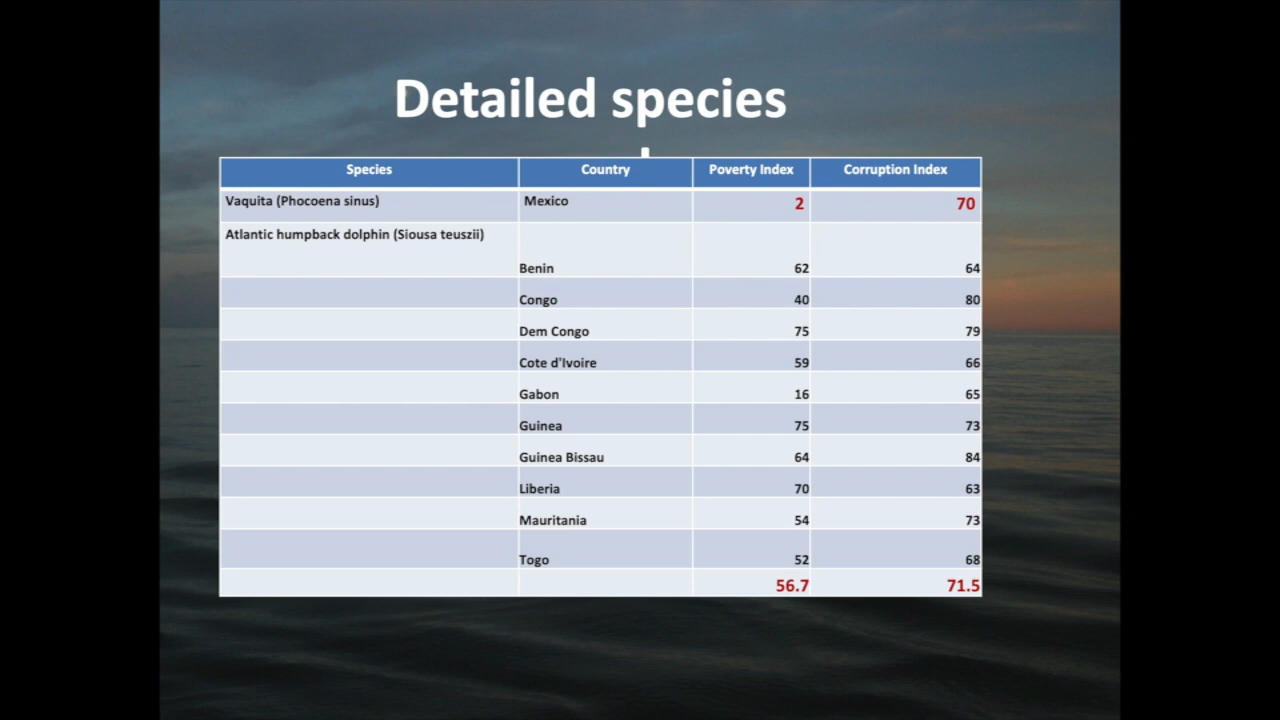 Detailed species
Species Country Poverty Index Corruption Index
Vaquita (Phocoena sinus) Mexico 2 70
Atlantic humpback dolphin (Siousa teuszii)
Benin 62 64
Congo 40 80
Dem Congo 75 79
Cote d'Ivoire 59 66
Gabon 16 65
Guinea 75 73
Guinea Bissau 64 84
Liberia 70 63
Mauritania 54 73
Togo 52 68
56.7 71.5